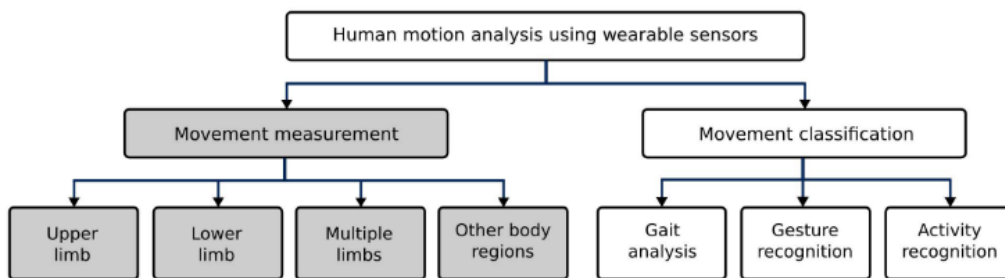 Human motion analysis using wearable sensors
Movement measurement
Movement classification
Upper
limb
Lower
limb
Multiple
limbs
Other body
regions
Gait
analysis
Gesture
recognition
Activity
recognition